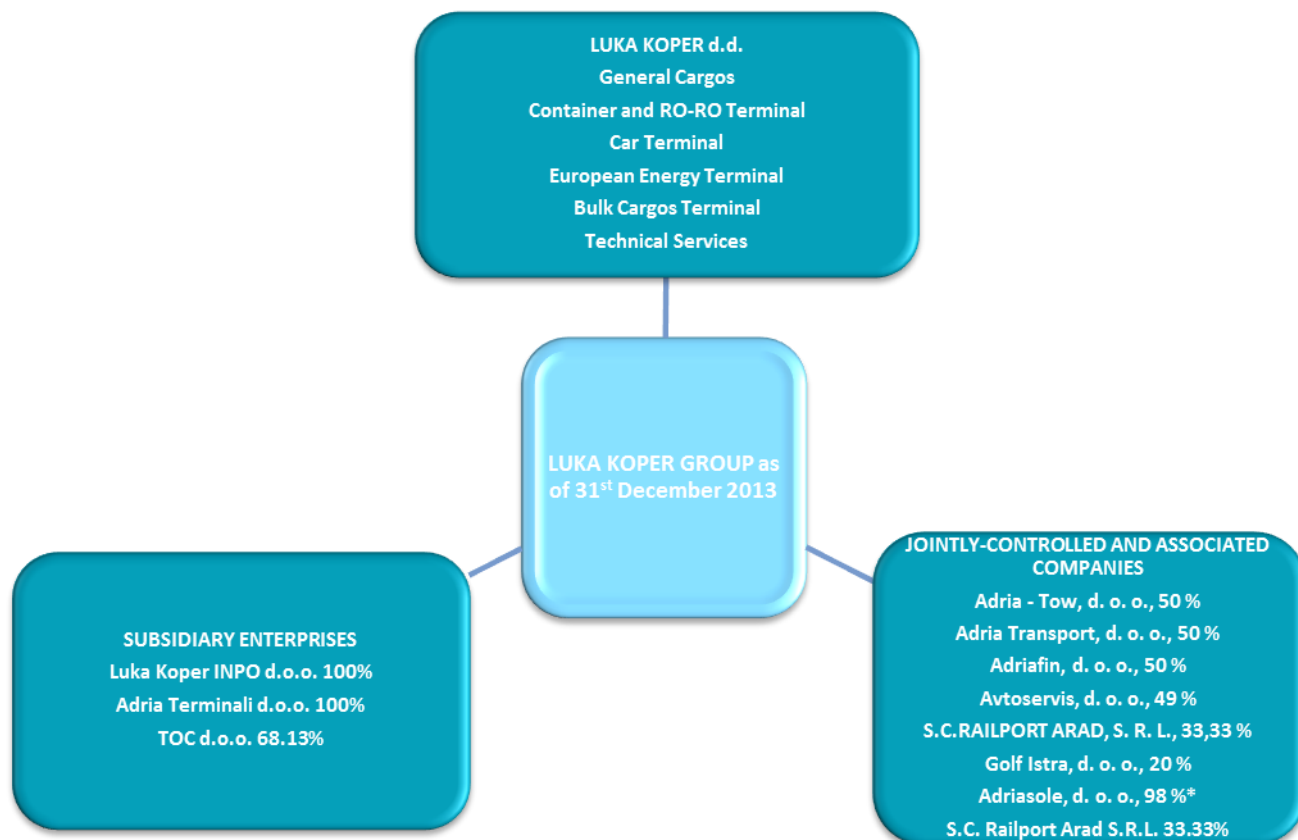 LUKA KOPER d.d.
General Cargos
Container and RO-RO Terminal
Car Terminal
European Energy Terminal
Bulk Cargos Terminal
Technical Services
LUKA KOPER GROUP as
of 31st December 2013
SUBSIDIARY ENTERPRISES
Luka Koper INPO d.o.o. 100%
Adria Terminali d.o.o. 100%
TOC d.o.o. 68.13%
JOINTLY-CONTROLLED AND ASSOCIATED
COMPANIES
Adria - Tow, d. o. o., 50 %
Adria Transport, d. o. o., 50 %
Adriafin, d. o. o., 50 %
Avtoservis, d. o. o., 49 %
S.C.RAILPORT ARAD, S. R. L., 33,33 %
Golf Istra, d. o. o., 20 %
Adriasole, d. o. o., 98 %*
S.C. Railport Arad S.R.L. 33.33%